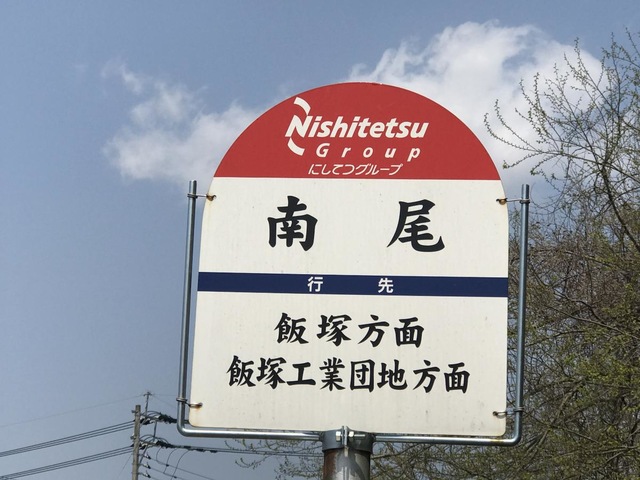 Nishitetsu
Group
にしてつグループ
南尾
行先
飯塚方面
飯塚工業団地方面